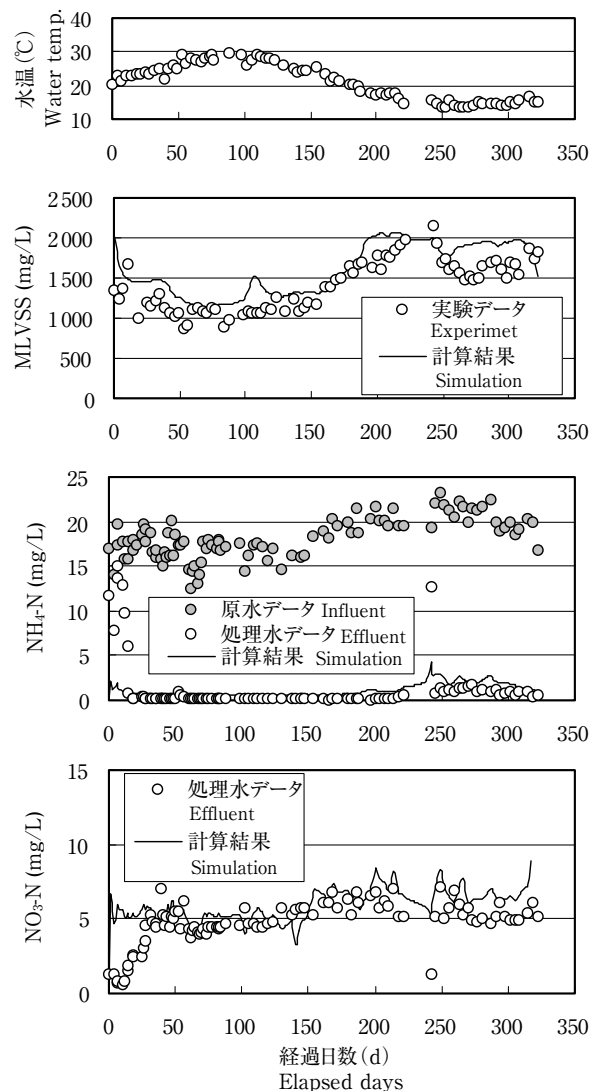 水温(℃)
Water temp.
40
30
20
10
0 50 100 150 200 250 300 350
MLVSS (mg/L)
2 500
2 000
1 500
1 000
500
0
実験データ
Experimet
計算結果
Simulation
0 50 100 150 200 250 300 350
NH₄-N (mg/L)
25
20
15
10
5
0
原水データ Influent
処理水データ Effluent
計算結果 Simulation
0 50 100 150 200 250 300 350
NO₃-N (mg/L)
15
10
5
0
処理水データ
Effluent
計算結果
Simulation
0 50 100 150 200 250 300 350
経過日数 (d)
Elapsed days